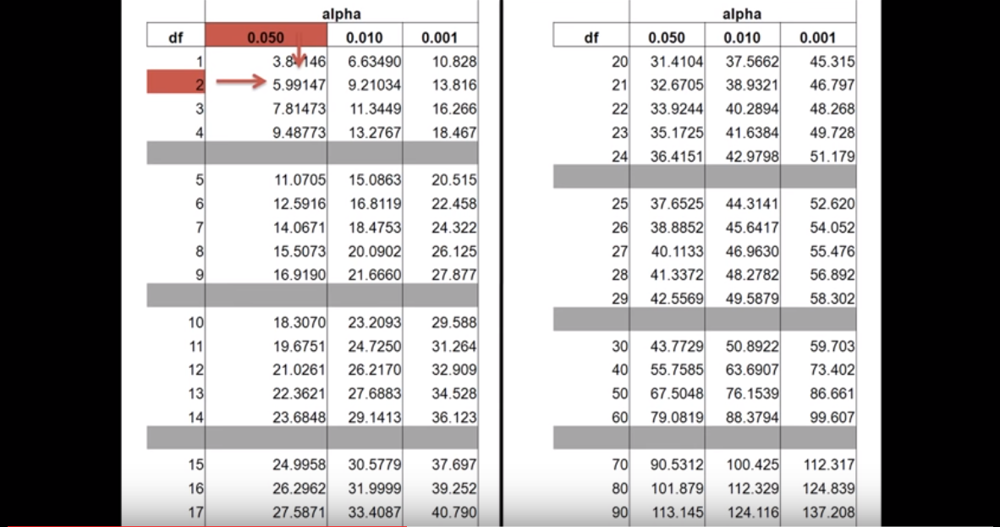 alpha
df 0.050 0.010 0.001
1 6.63490 10.828
2 5.99147 9.21034 13.816
3 7.81473 11.3449 16.266
4 9.48773 13.2767 18.467
5 11.0705 15.0863 20.515
6 12.5916 16.8119 22.458
7 14.0671 18.4753 24.322
8 15.5073 20.0902 26.125
9 16.9190 21.6660 27.877
10 18.3070 23.2093 29.588
11 19.6751 24.7250 31.264
12 21.0261 26.2170 32.909
13 22.3621 27.6883 34.528
14 23.6848 29.1413 36.123
15 24.9958 30.5779 37.697
16 26.2962 31.9999 39.252
17 27.5871 33.4087 40.790
alpha
df 0.050 0.010 0.001
20 31.4104 37.5662 45.315
21 32.6705 38.9321 46.797
22 33.9244 40.2894 48.268
23 35.1725 41.6384 49.728
24 36.4151 42.9798 51.179
25 37.6525 44.3141 52.620
26 38.8852 45.6417 54.052
27 40.1133 46.9630 55.476
28 41.3372 48.2782 56.892
29 42.5569 49.5879 58.302
30 43.7729 50.8922 59.703
40 55.7585 63.6907 73.402
50 67.5048 76.1539 86.661
60 79.0819 88.3794 99.607
70 90.5312 100.425 112.317
80 101.879 112.329 124.839
90 113.145 124.116 137.208